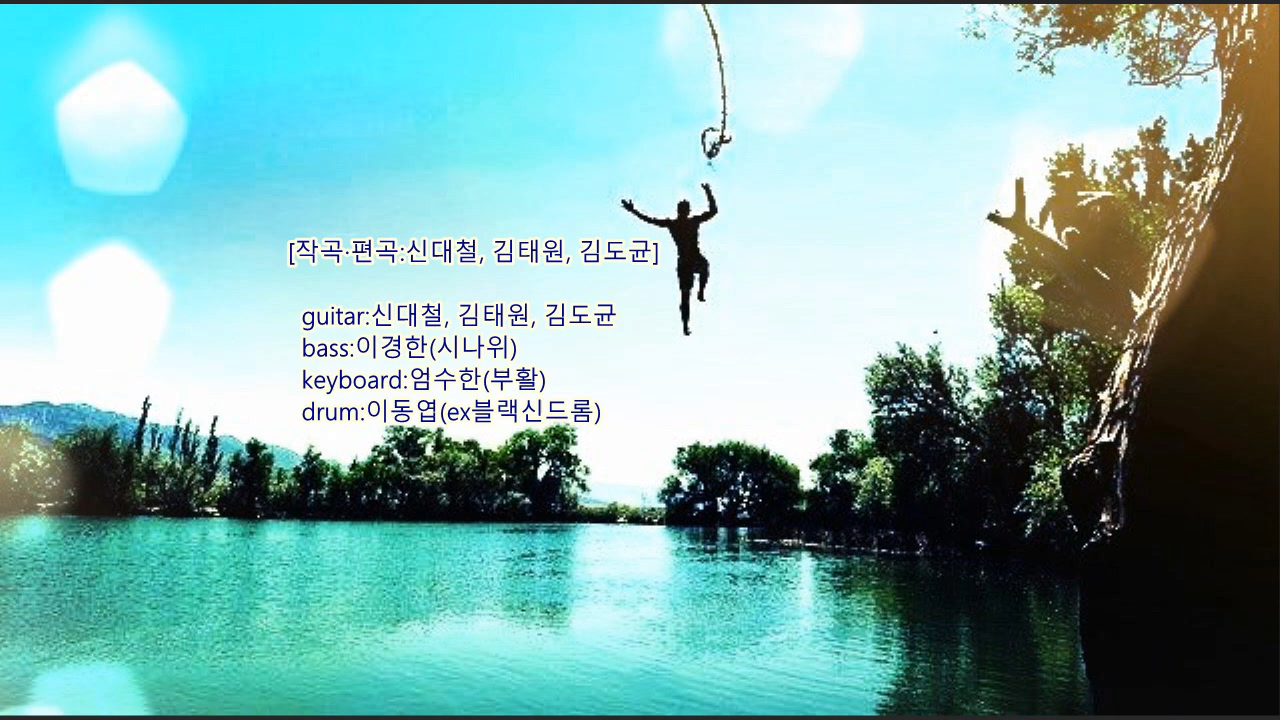 [작곡·편곡:신대철, 김태원, 김도균]
guitar:신대철, 김태원, 김도균
bass:이경한(시나위)
keyboard:엄수한(부활)
drum:이동엽(ex블랙신드롬)